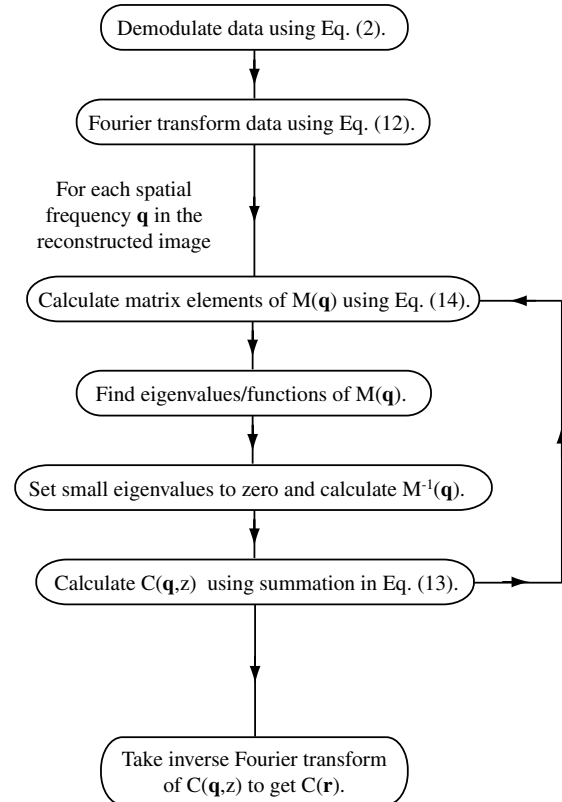 Demodulate data using Eq. (2).
Fourier transform data using Eq. (12).
For each spatial
frequency q in the
reconstructed image
Calculate matrix elements of M(q) using Eq. (14).
Find eigenvalues/functions of M(q).
Set small eigenvalues to zero and calculate M⁻¹(q).
Calculate C(q,z) using summation in Eq. (13).
Take inverse Fourier transform
of C(q,z) to get C(r).